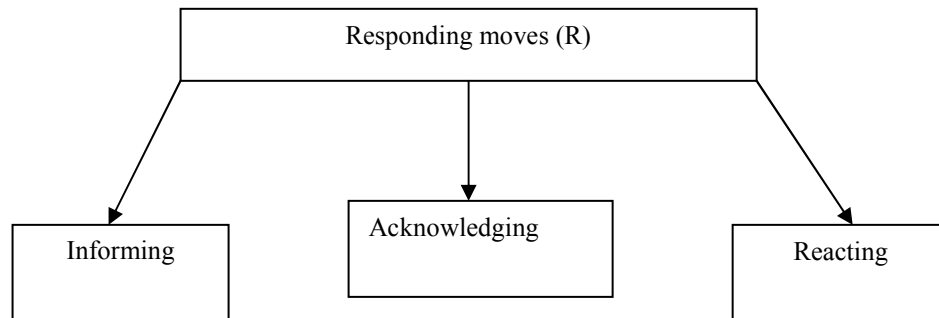 Responding moves (R)
Informing
Acknowledging
Reacting